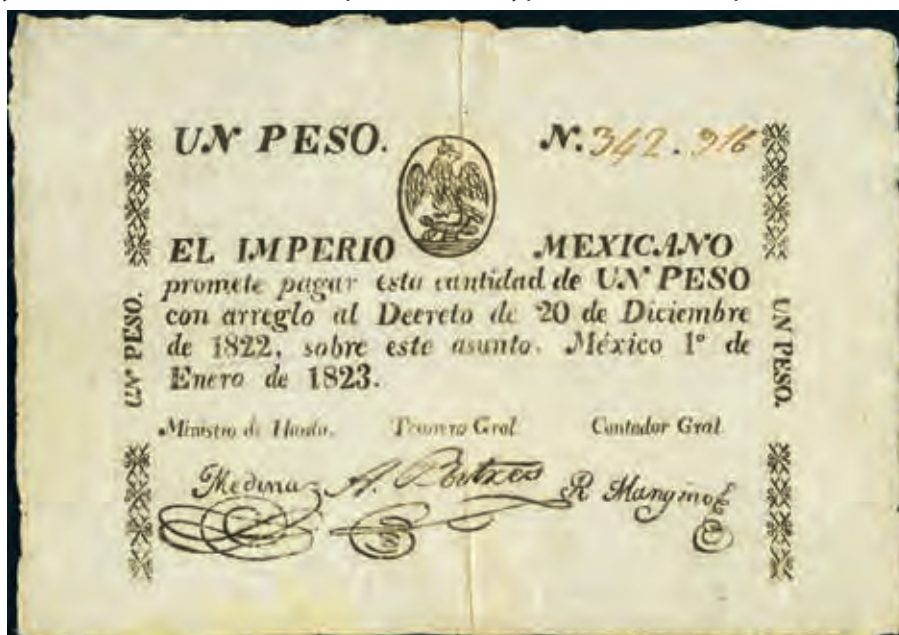 UN PESO.
N. 342.916
EL IMPERIO MEXICANO
promete pagar esta cantidad de UN PESO
con arreglo al Decreto de 20 de Diciembre
de 1822, sobre este asunto. México 1º de
Enero de 1823.
UN PESO.
UN PESO.
Ministro de Hazda. Tesorero Gral. Contador Gral.
Medina A. R. Mangino